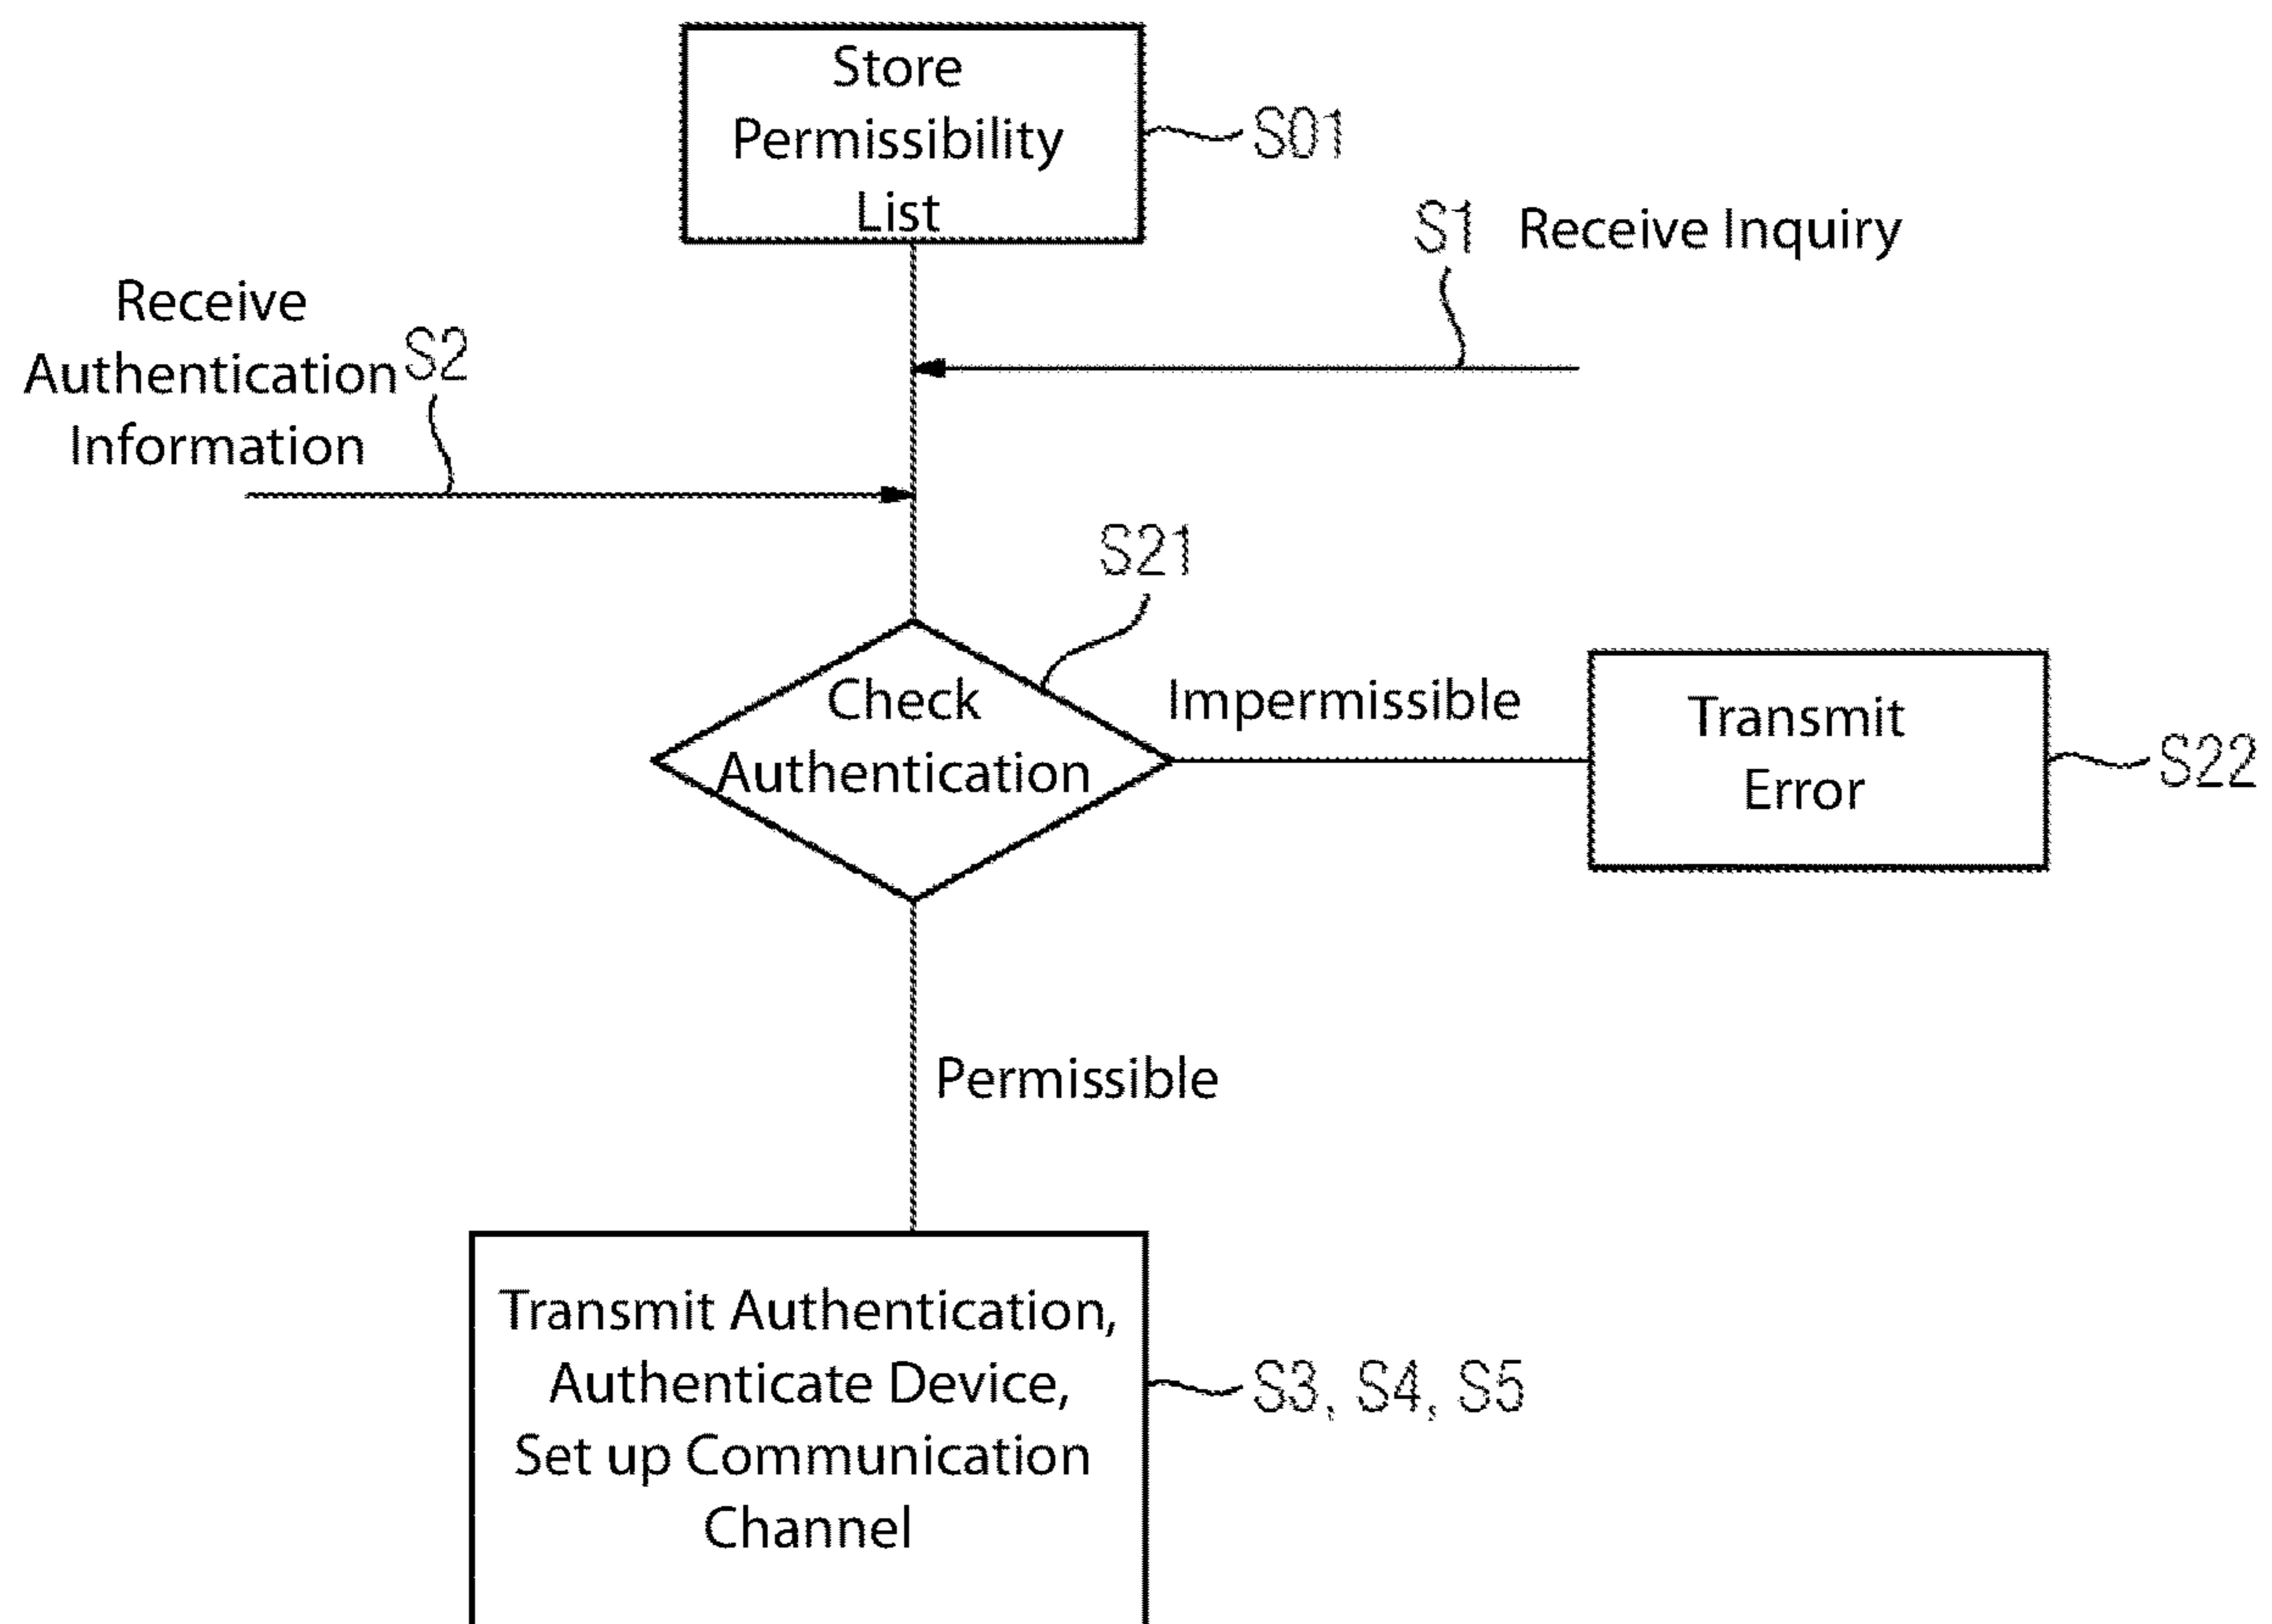 Store
Permissibility
List
S01
S1 Receive Inquiry
Receive
Authentication
Information
S2
S21
Check
Authentication
Impermissible
Transmit
Error
S22
Permissible
Transmit Authentication,
Authenticate Device,
Set up Communication
Channel
S3, S4, S5